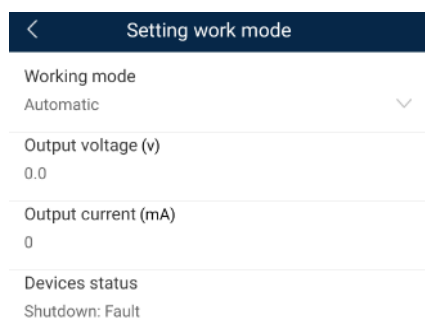 Setting work mode
Working mode
Automatic
Output voltage (v)
0.0
Output current (mA)
0
Devices status
Shutdown: Fault